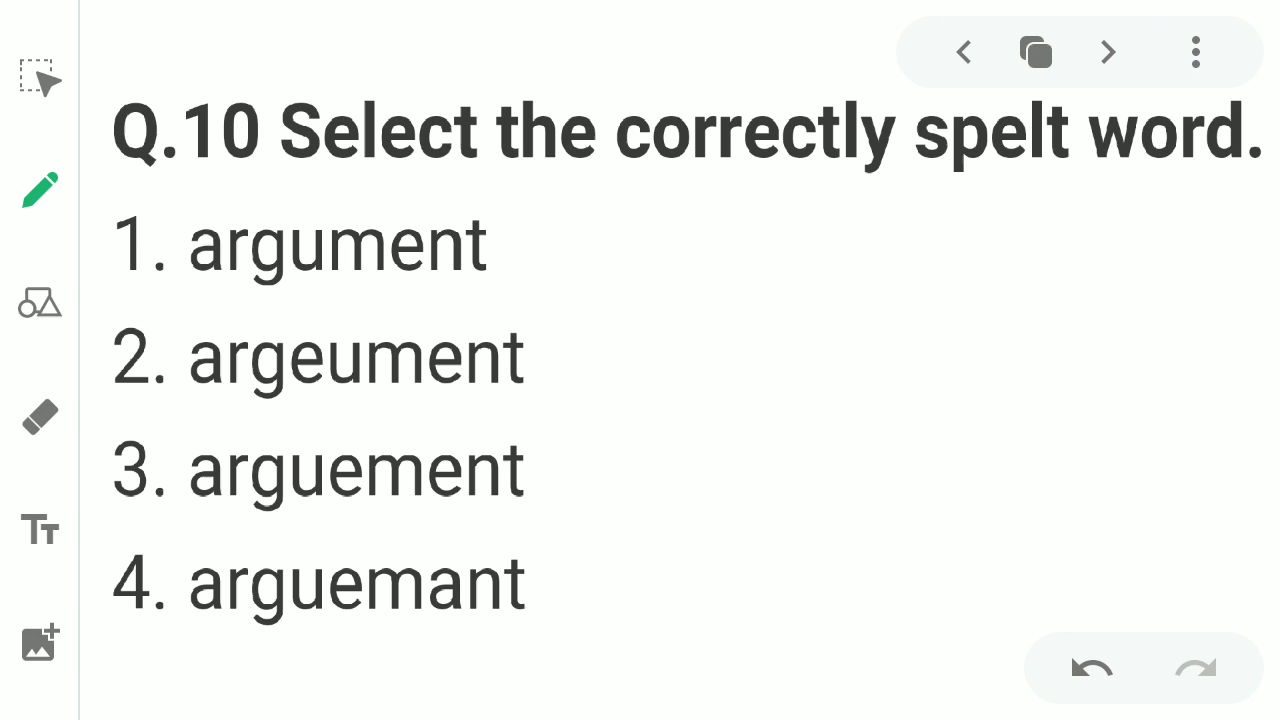 Q.10 Select the correctly spelt word.
1. argument
2. argeument
3. arguement
4. arguemant